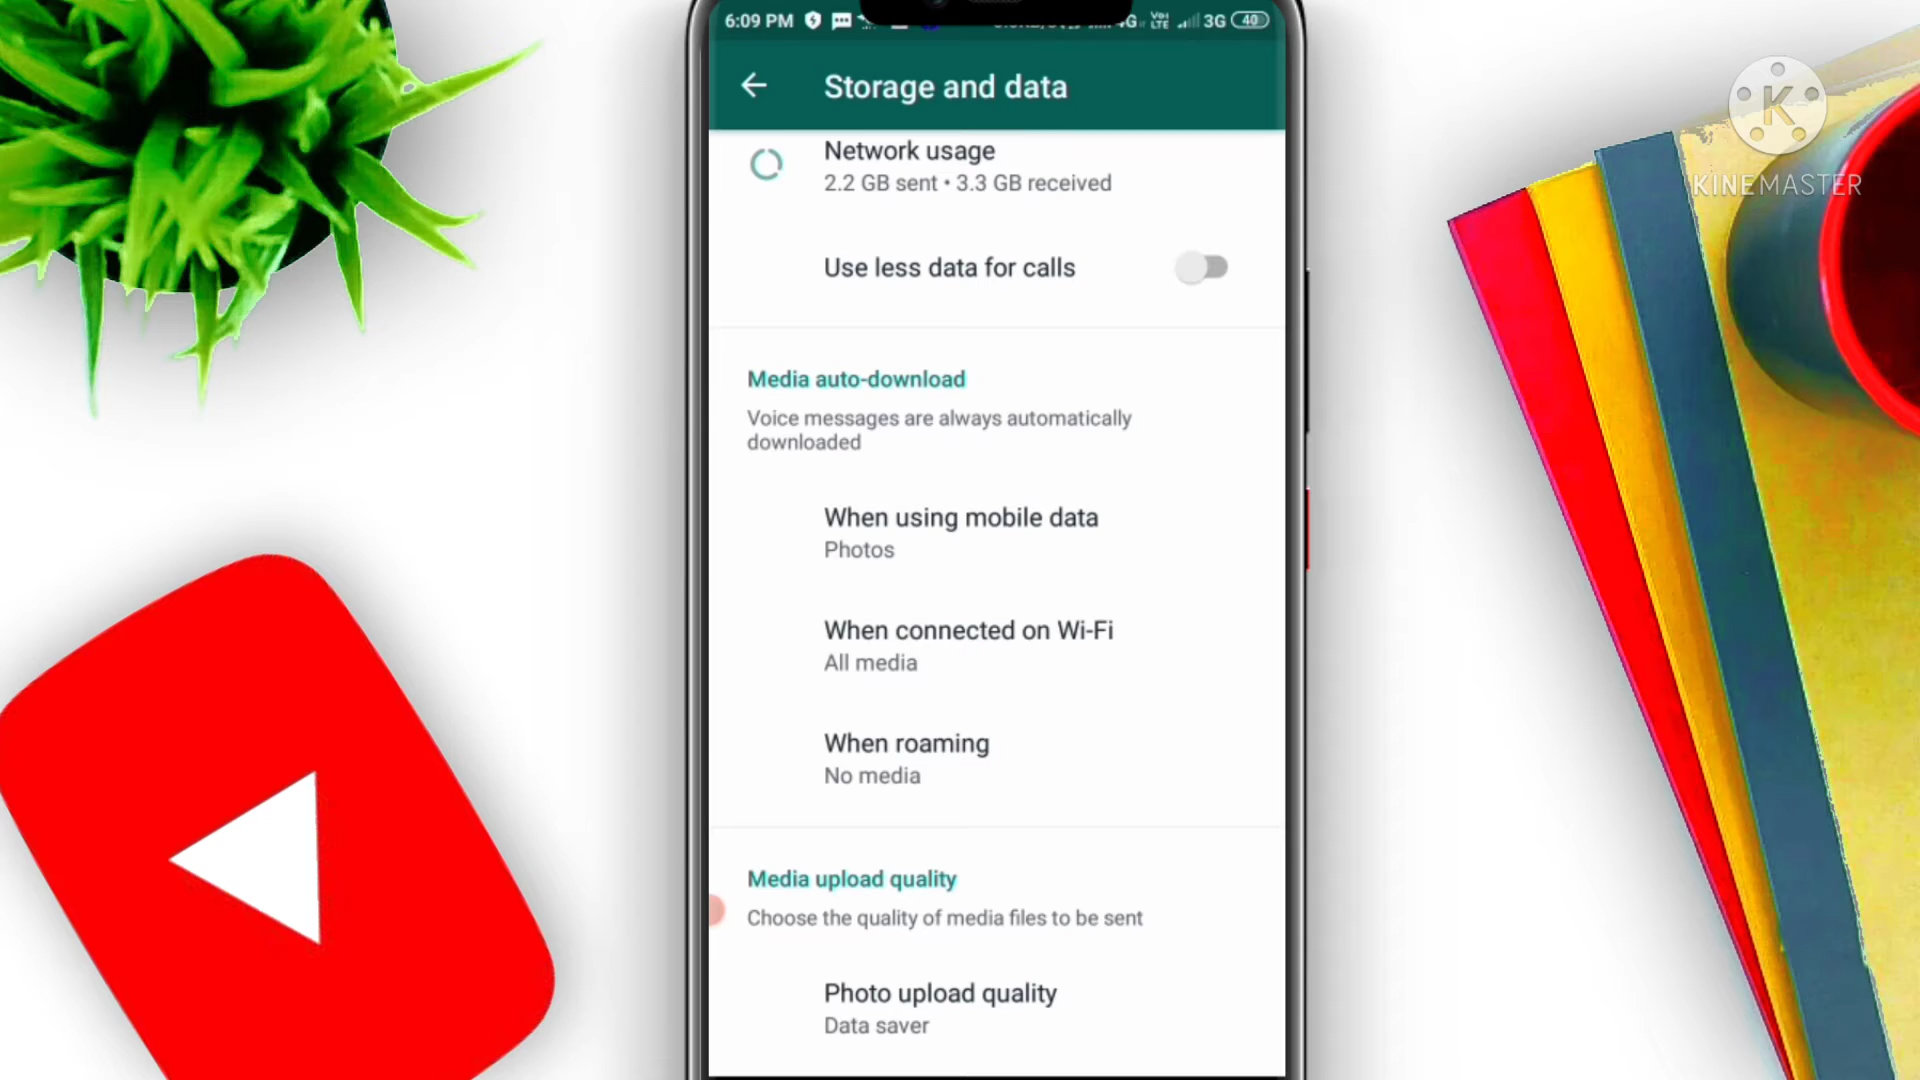 6:09 PM
VoLTE 3G 40
KINEMASTER
Storage and data
Network usage
2.2 GB sent • 3.3 GB received
Use less data for calls
Media auto-download
Voice messages are always automatically
downloaded
When using mobile data
Photos
When connected on Wi-Fi
All media
When roaming
No media
Media upload quality
Choose the quality of media files to be sent
Photo upload quality
Data saver